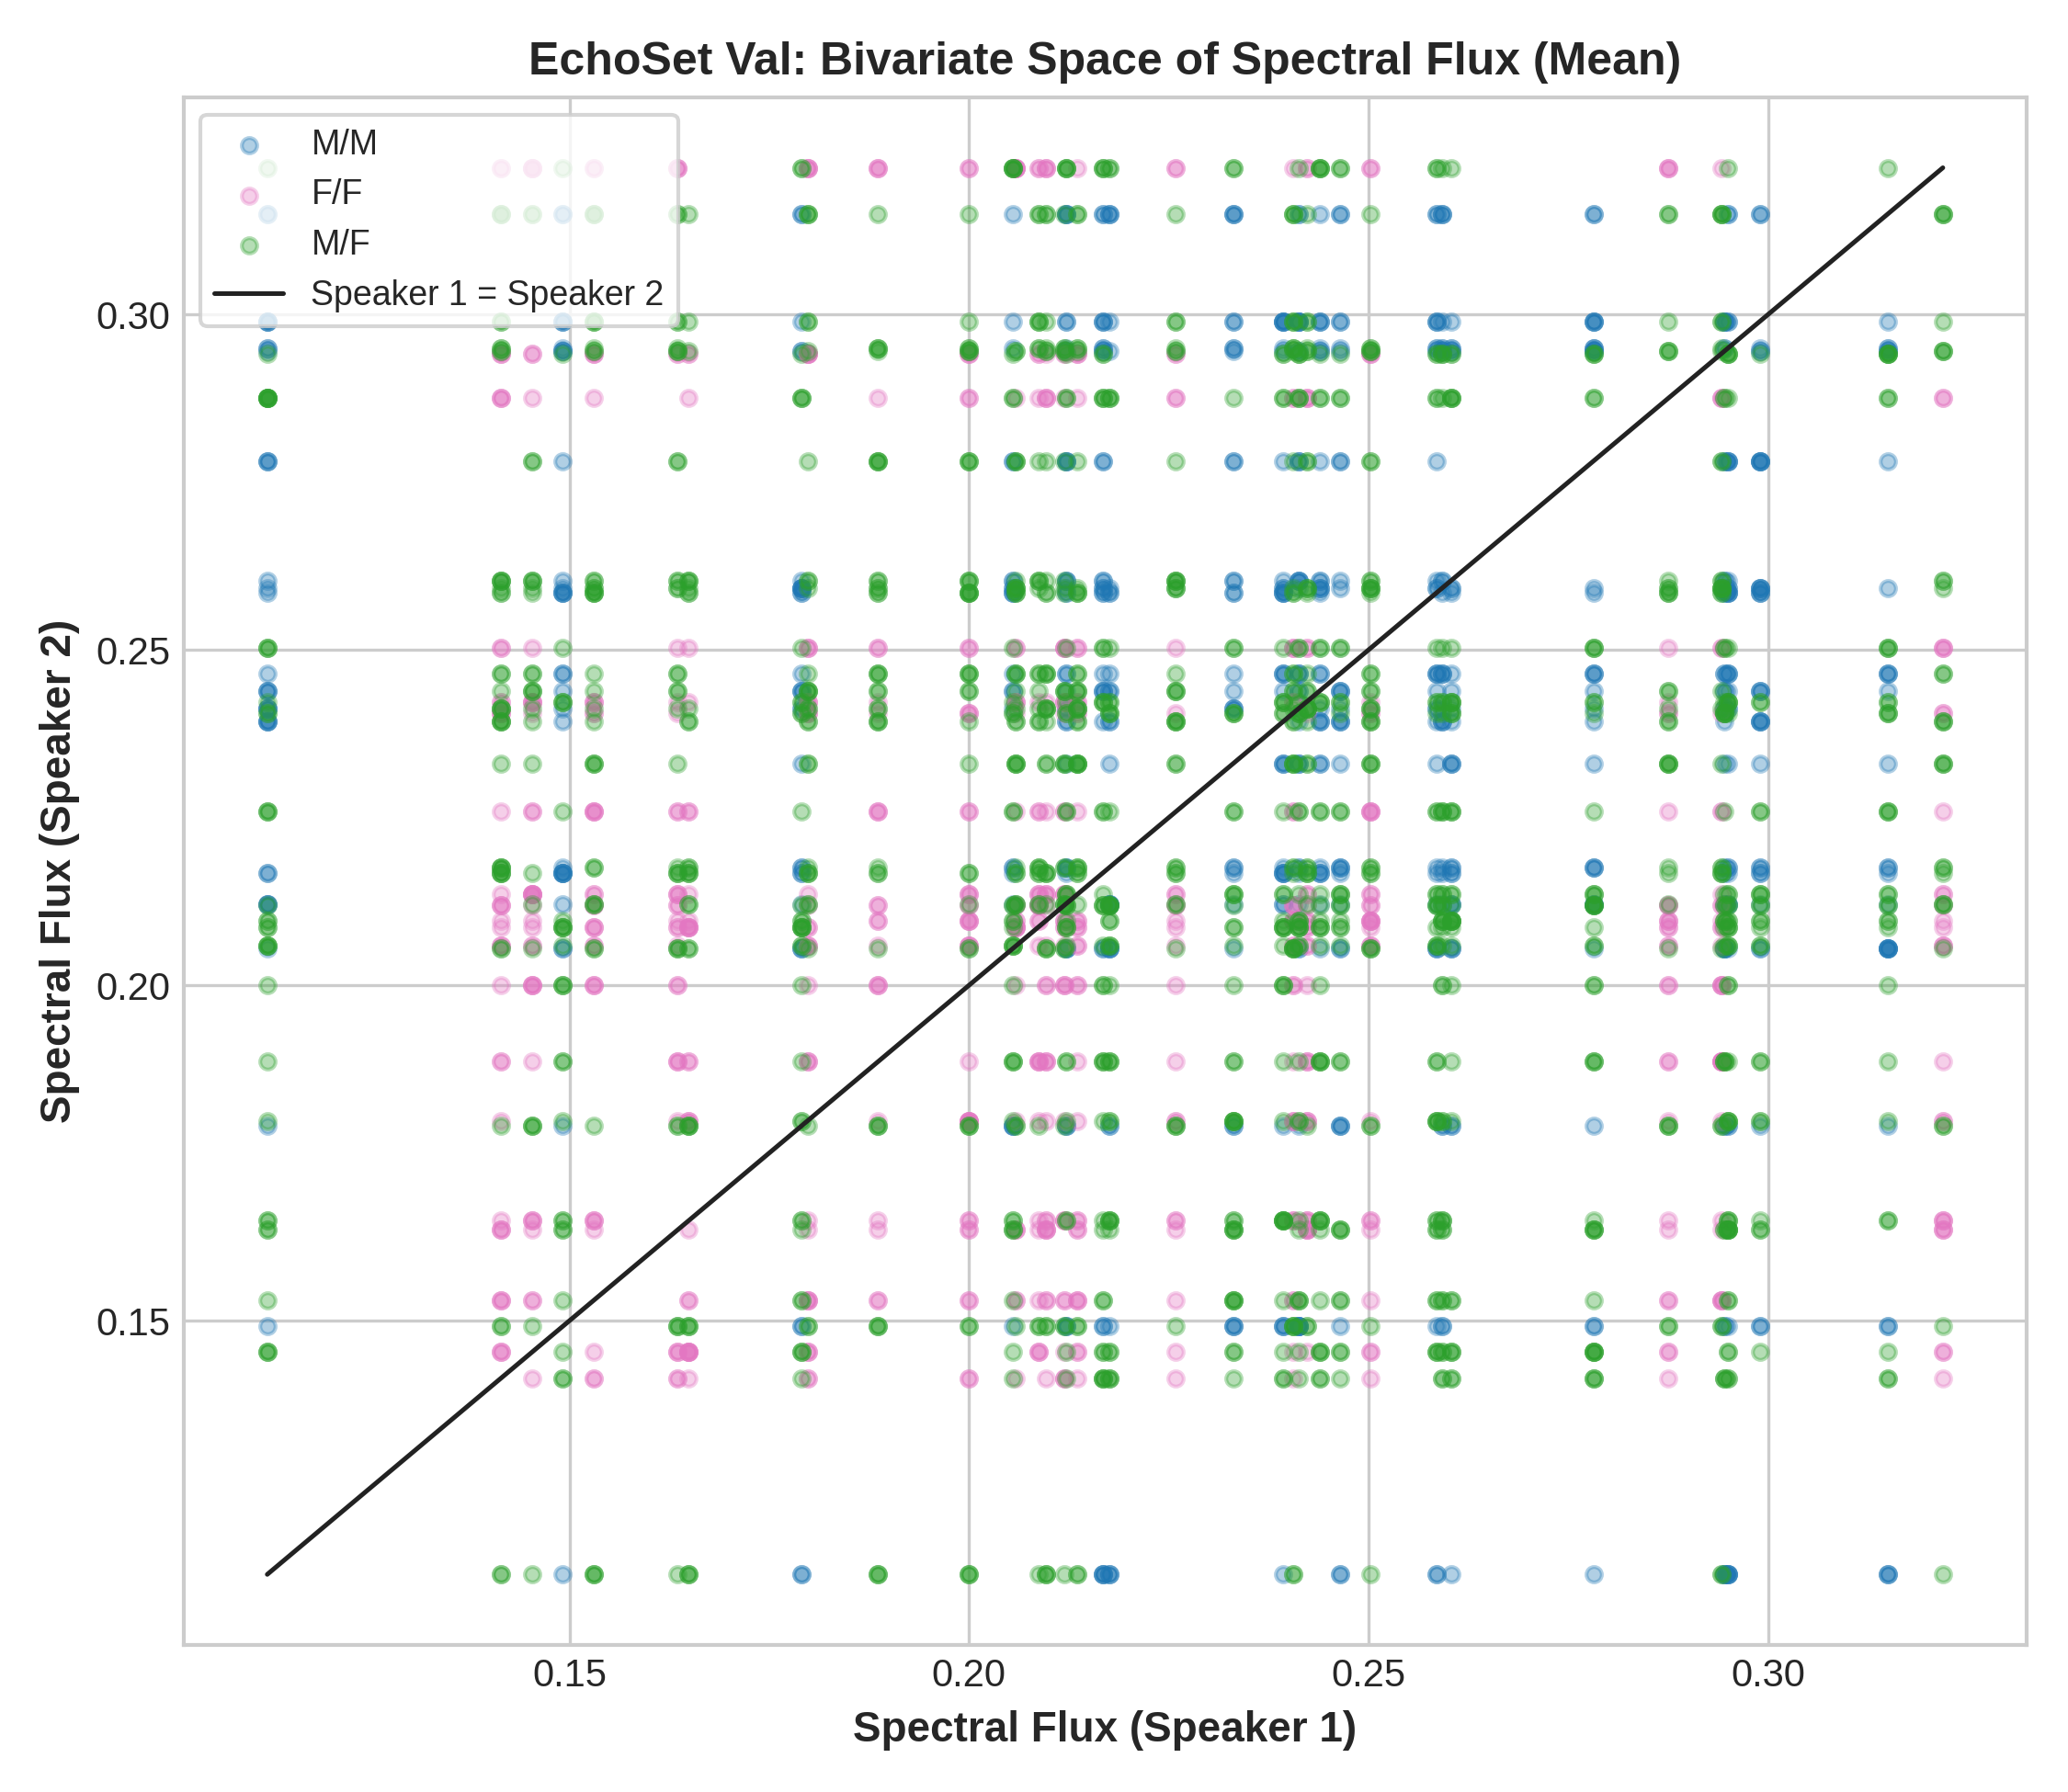 EchoSet Val: Bivariate Space of Spectral Flux (Mean)
M/M
F/F
M/F
Speaker 1 = Speaker 2
0.30
0.25
0.20
0.15
Spectral Flux (Speaker 2)
0.15
0.20
0.25
0.30
Spectral Flux (Speaker 1)